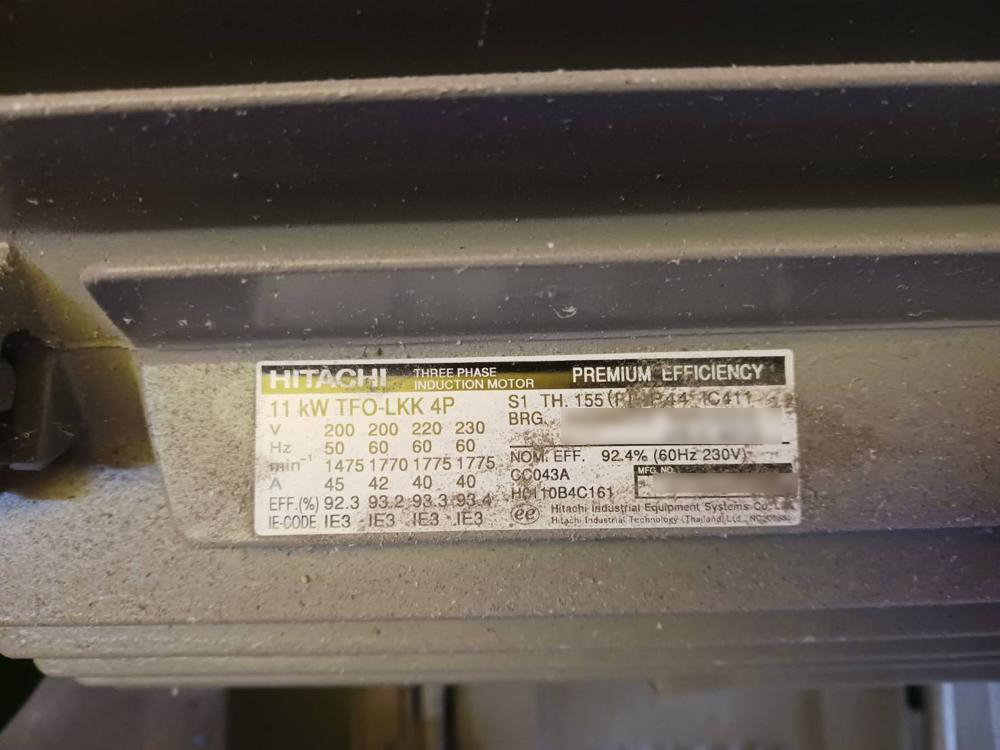 HITACHI THREE PHASE INDUCTION MOTOR PREMIUM EFFICIENCY
11 kW TFO-LKK 4P
V 200 200 220 230
Hz 50 60 60 60
min⁻¹ 1475 1770 1775 1775
A 45 42 40 40
EFF.(%) 92.3 93.2 93.3 93.4
IE-CODE IE3 IE3 IE3 IE3
S1 TH. 155 IP44 IC411
BRG.
NOM. EFF. 92.4% (60Hz 230V)
CC043A
MFG. NO.
ee Hitachi Industrial Equipment Systems Co.,
Hitachi Industrial Technology (Thailand) Ltd.,